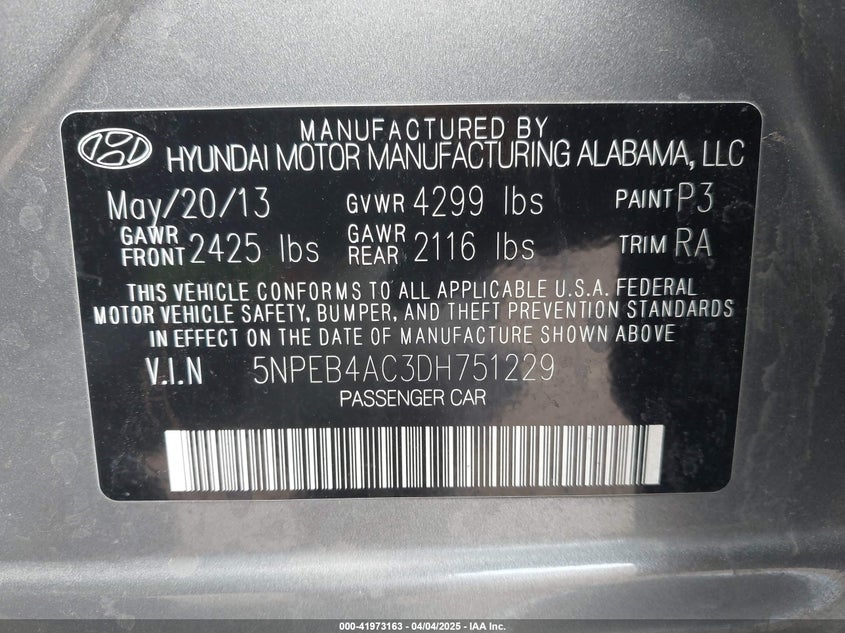 MANUFACTURED BY
HYUNDAI MOTOR MANUFACTURING ALABAMA, LLC
May/20/13 GVWR 4299 lbs PAINT P3
GAWR FRONT 2425 lbs GAWR REAR 2116 lbs TRIM RA
THIS VEHICLE CONFORMS TO ALL APPLICABLE U.S.A. FEDERAL
MOTOR VEHICLE SAFETY, BUMPER, AND THEFT PREVENTION STANDARDS
IN EFFECT ON THE DATE OF MANUFACTURE SHOWN ABOVE
V.I.N 5NPEB4AC3DH751229
PASSENGER CAR
000-41973163 - 04/04/2025 - IAA Inc.